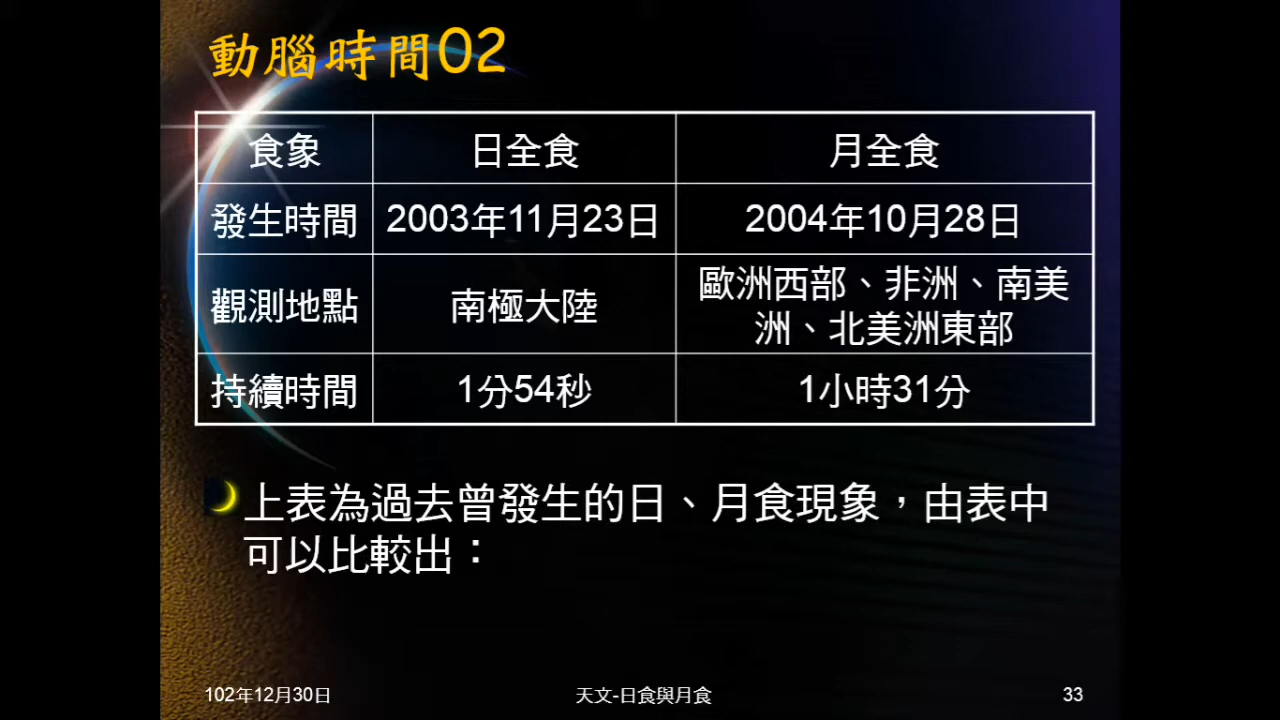 動腦時間02
食象 日全食 月全食
發生時間 2003年11月23日 2004年10月28日
觀測地點 南極大陸 歐洲西部、非洲、南美
洲、北美洲東部
持續時間 1分54秒 1小時31分
上表為過去曾發生的日、月食現象，由表中
可以比較出：
102年12月30日 天文-日食與月食 33